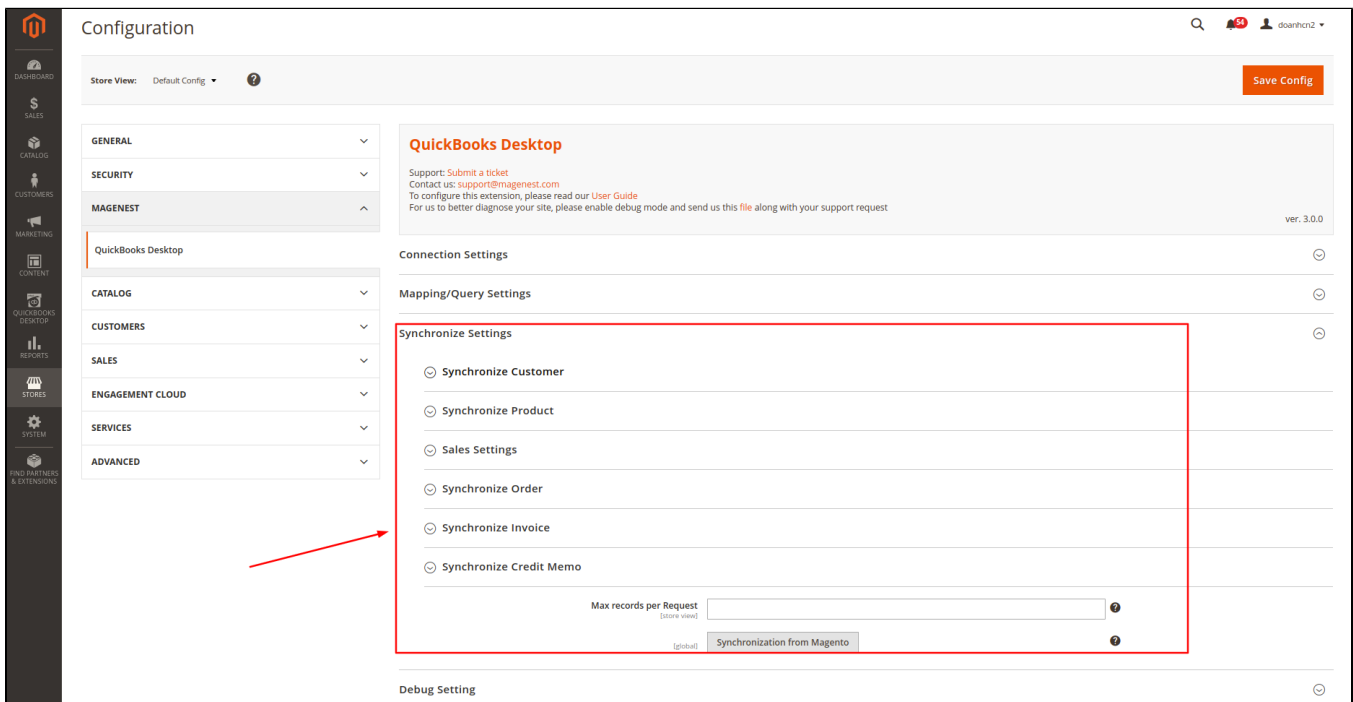 Configuration
54
doanhcn2
DASHBOARD
SALES
CATALOG
CUSTOMERS
MARKETING
CONTENT
QUICKBOOKS
DESKTOP
REPORTS
STORES
SYSTEM
FIND PARTNERS
& EXTENSIONS
Store View: Default Config
Save Config
GENERAL
SECURITY
MAGENEST
QuickBooks Desktop
CATALOG
CUSTOMERS
SALES
ENGAGEMENT CLOUD
SERVICES
ADVANCED
QuickBooks Desktop
Support: Submit a ticket
Contact us: support@magenest.com
To configure this extension, please read our User Guide
For us to better diagnose your site, please enable debug mode and send us this file along with your support request
ver. 3.0.0
Connection Settings
Mapping/Query Settings
Synchronize Settings
Synchronize Customer
Synchronize Product
Sales Settings
Synchronize Order
Synchronize Invoice
Synchronize Credit Memo
Max records per Request
[store view]
[global] Synchronization from Magento
Debug Setting